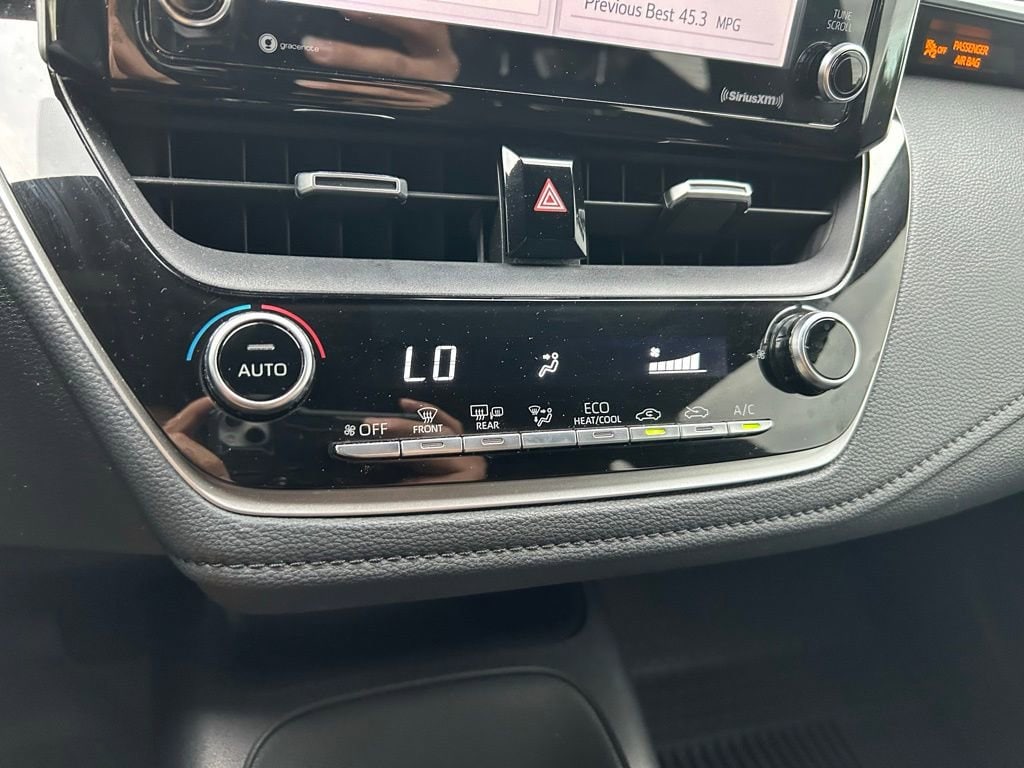 Previous Best 45.3 MPG
TUNE
SCROLL
gracenote
SiriusXM
OFF
PASSENGER
AIR BAG
AUTO
LO
OFF
FRONT
REAR
ECO
HEAT/COOL
A/C